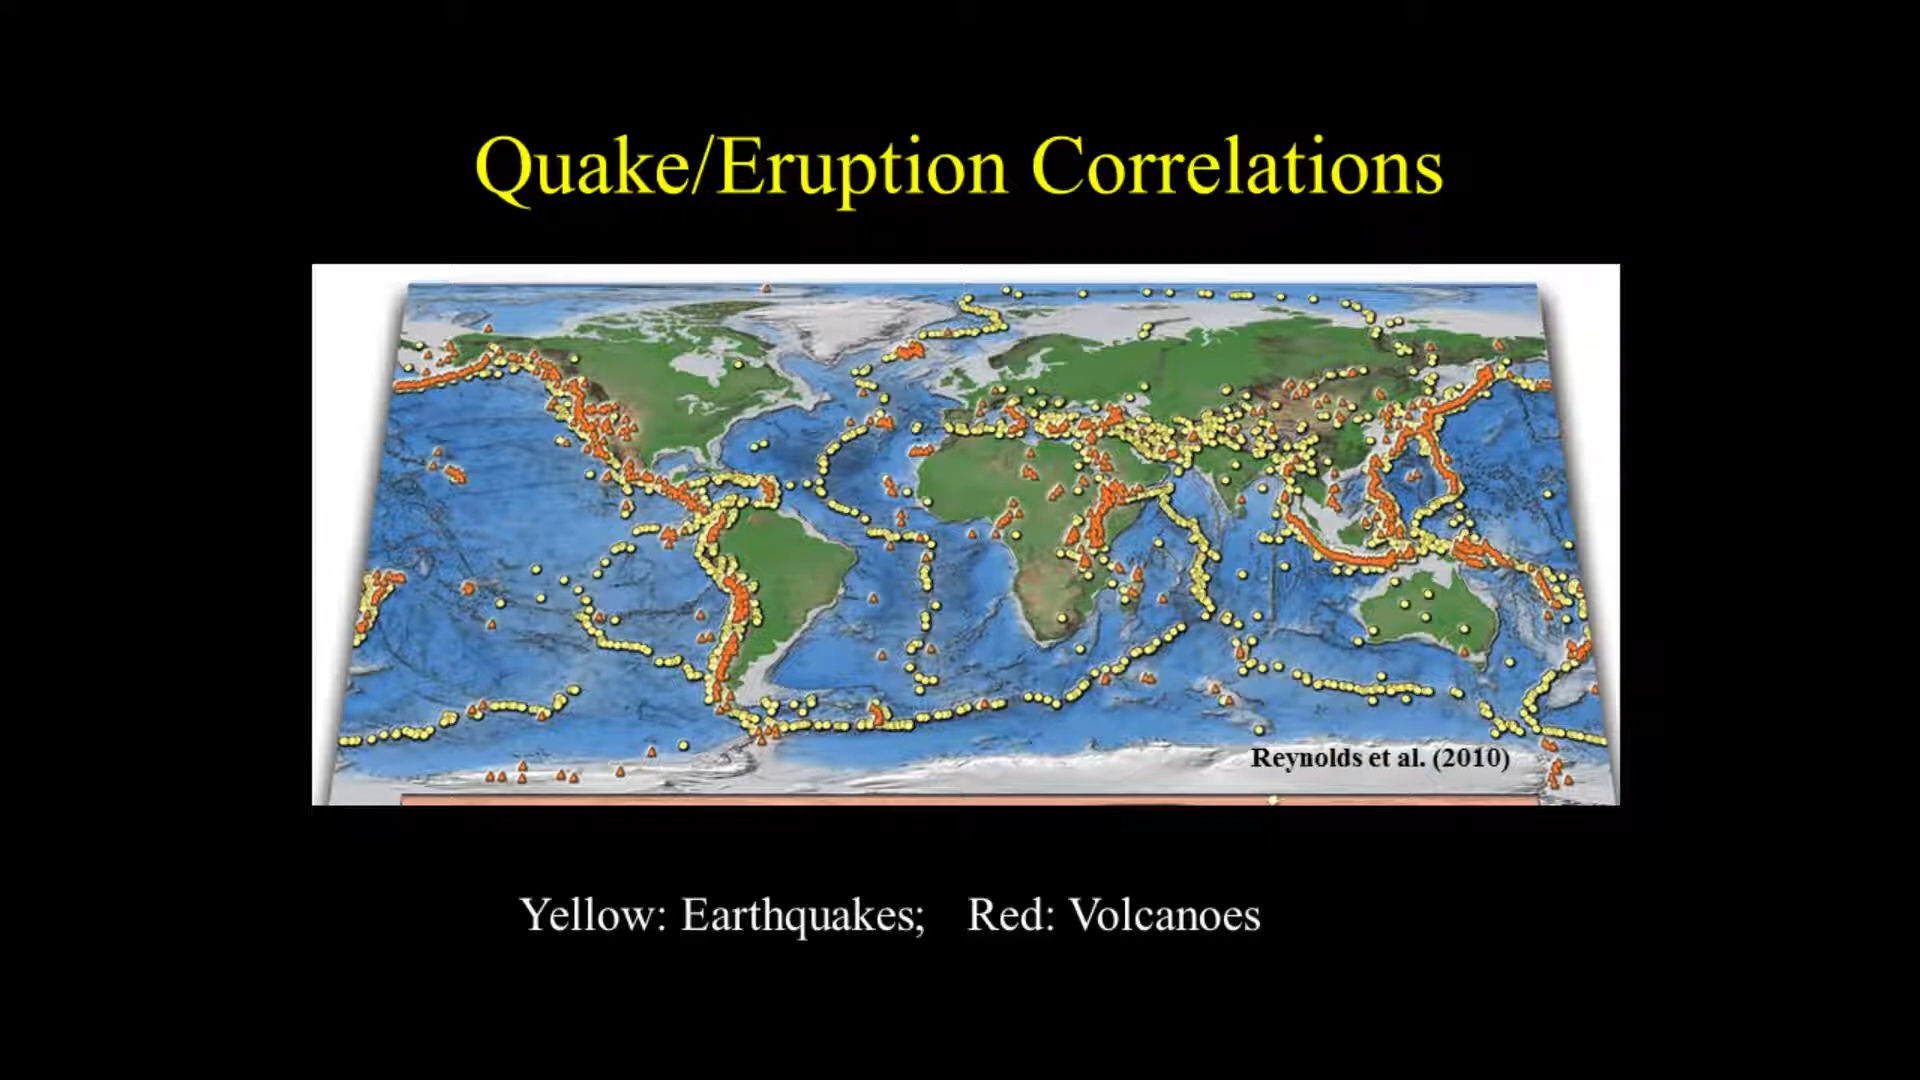 Quake/Eruption Correlations
Reynolds et al. (2010)
Yellow: Earthquakes; Red: Volcanoes